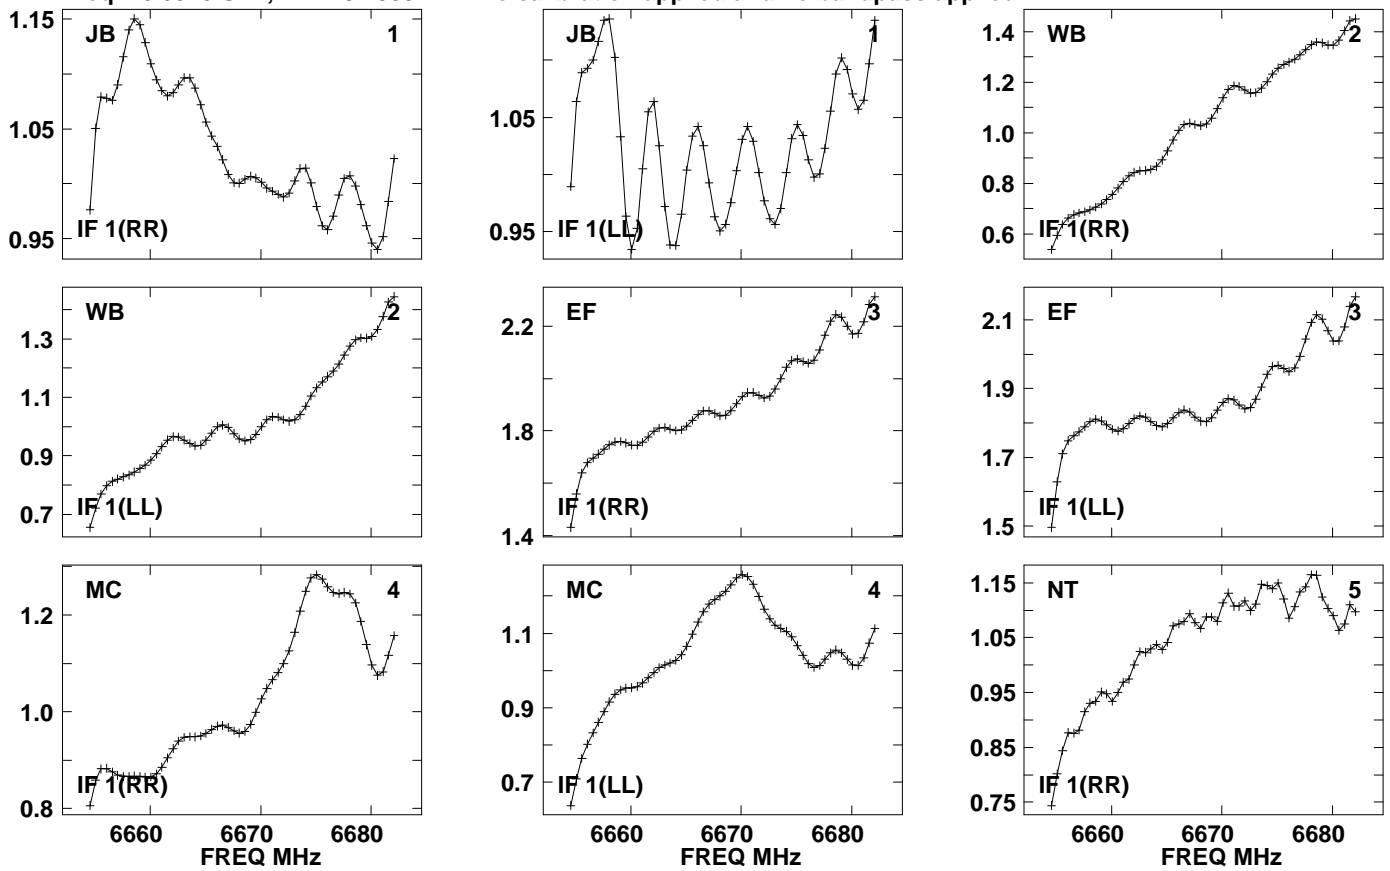 JB 1
1.15
1.05
0.95
IF 1(RR)
JB 1
1.05
0.95
IF 1(LL)
WB 2
1.4
1.2
1.0
0.8
0.6
IF 1(RR)
WB 2
1.3
1.1
0.9
0.7
IF 1(LL)
EF 3
2.2
1.8
1.4
IF 1(RR)
EF 3
2.1
1.9
1.7
1.5
IF 1(LL)
MC 4
1.2
1.0
0.8
IF 1(RR)
6660 6670 6680
FREQ MHz
MC 4
1.1
0.9
0.7
IF 1(LL)
6660 6670 6680
FREQ MHz
NT 5
1.15
1.05
0.95
0.85
0.75
IF 1(RR)
6660 6670 6680
FREQ MHz